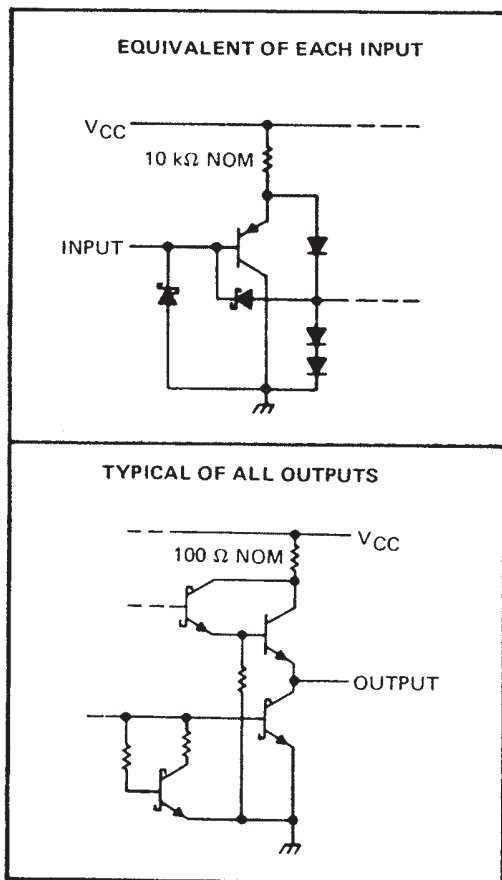 EQUIVALENT OF EACH INPUT
VCC
10 kΩ NOM
INPUT
TYPICAL OF ALL OUTPUTS
VCC
100 Ω NOM
OUTPUT